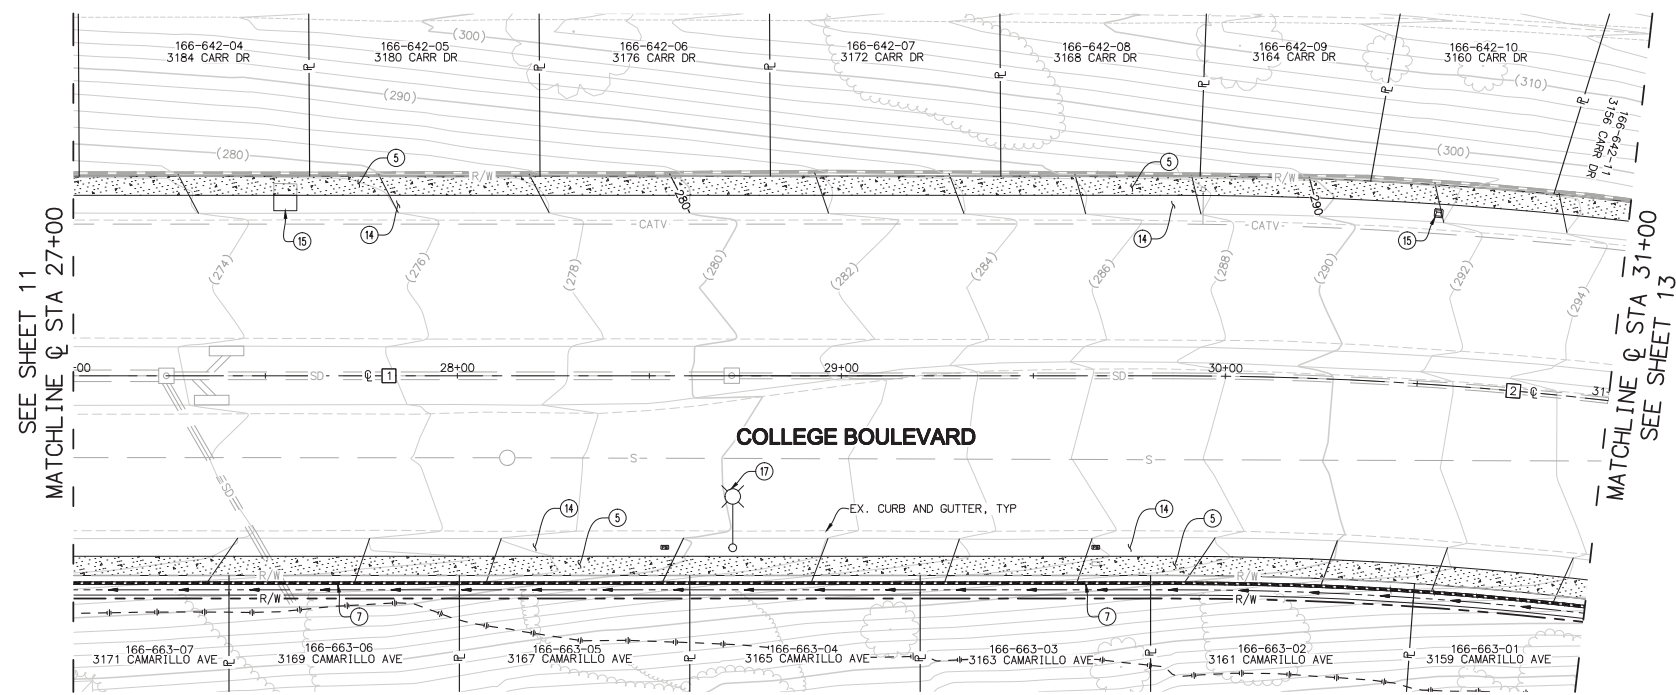 166-642-04
3184 CARR DR
(300)
166-642-05
3180 CARR DR
166-642-06
3176 CARR DR
166-642-07
3172 CARR DR
166-642-08
3168 CARR DR
166-642-09
3164 CARR DR
166-642-10
3160 CARR DR
(310)
166-642-11
3156 CARR DR
(290)
(280)
(300)
5
5
R/W
R/W
280
290
15
14
CATV
14
CATV
15
(274)
(276)
(278)
(280)
(282)
(284)
(286)
(288)
(290)
(292)
(294)
SEE SHEET 11
MATCHLINE ℄ STA 27+00
MATCHLINE ℄ STA 31+00
SEE SHEET 13
-00
SD
℄ 1
28+00
29+00
SD
30+00
2 ℄
31
COLLEGE BOULEVARD
S
S
SD
17
14
5
EX. CURB AND GUTTER, TYP
14
5
R/W
R/W
R/W
R/W
7
7
166-663-07
3171 CAMARILLO AVE
166-663-06
3169 CAMARILLO AVE
166-663-05
3167 CAMARILLO AVE
166-663-04
3165 CAMARILLO AVE
166-663-03
3163 CAMARILLO AVE
166-663-02
3161 CAMARILLO AVE
166-663-01
3159 CAMARILLO AVE